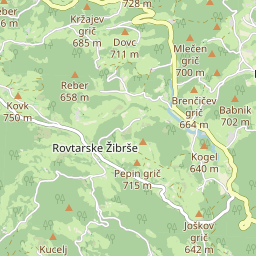 728 m
Kržajev
grič
685 m
Dovc
711 m
Mlečen
grič
700 m
Reber
658 m
Kovk
750 m
Brenčičev
grič
664 m
Babnik
702 m
Rovtarske Žibrše
Kogel
640 m
Pepin grič
715 m
Joškov
grič
642 m
Kucelj